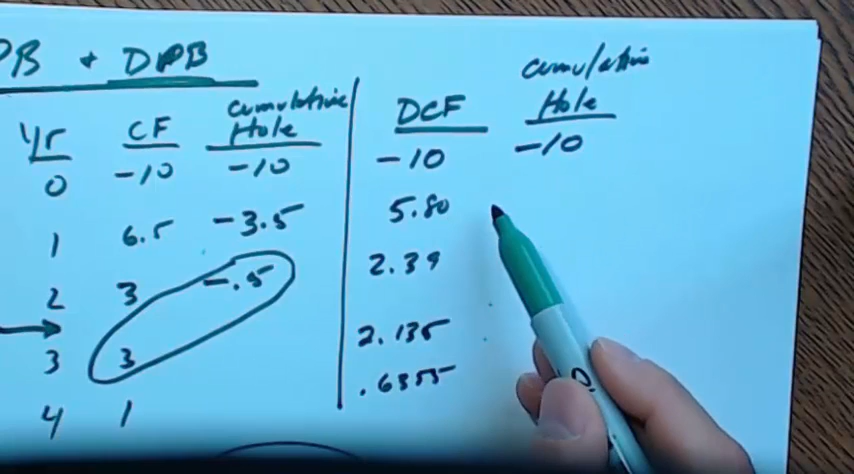 PB + DPB
Yr CF Cumulative Hole DCF Cumulative Hole
0 -10 -10 -10 -10
1 6.5 -3.5 5.80
2 3 -.5 2.39
3 3 2.135
4 1 .6355